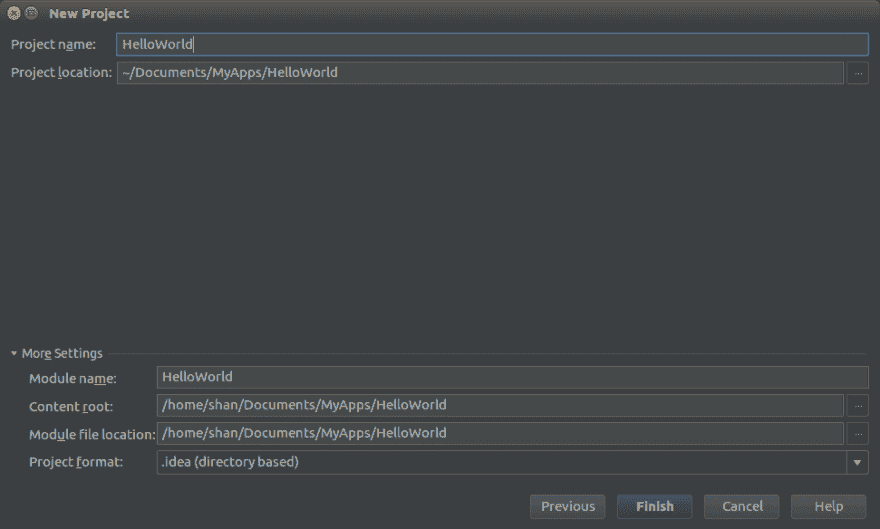 New Project
Project name: HelloWorld
Project location: ~/Documents/MyApps/HelloWorld ...
More Settings
Module name: HelloWorld
Content root: /home/shan/Documents/MyApps/HelloWorld ...
Module file location: /home/shan/Documents/MyApps/HelloWorld ...
Project format: .idea (directory based)
Previous Finish Cancel Help